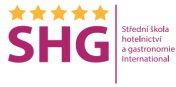 SHG
Střední škola
hotelnictví
a gastronomie
International